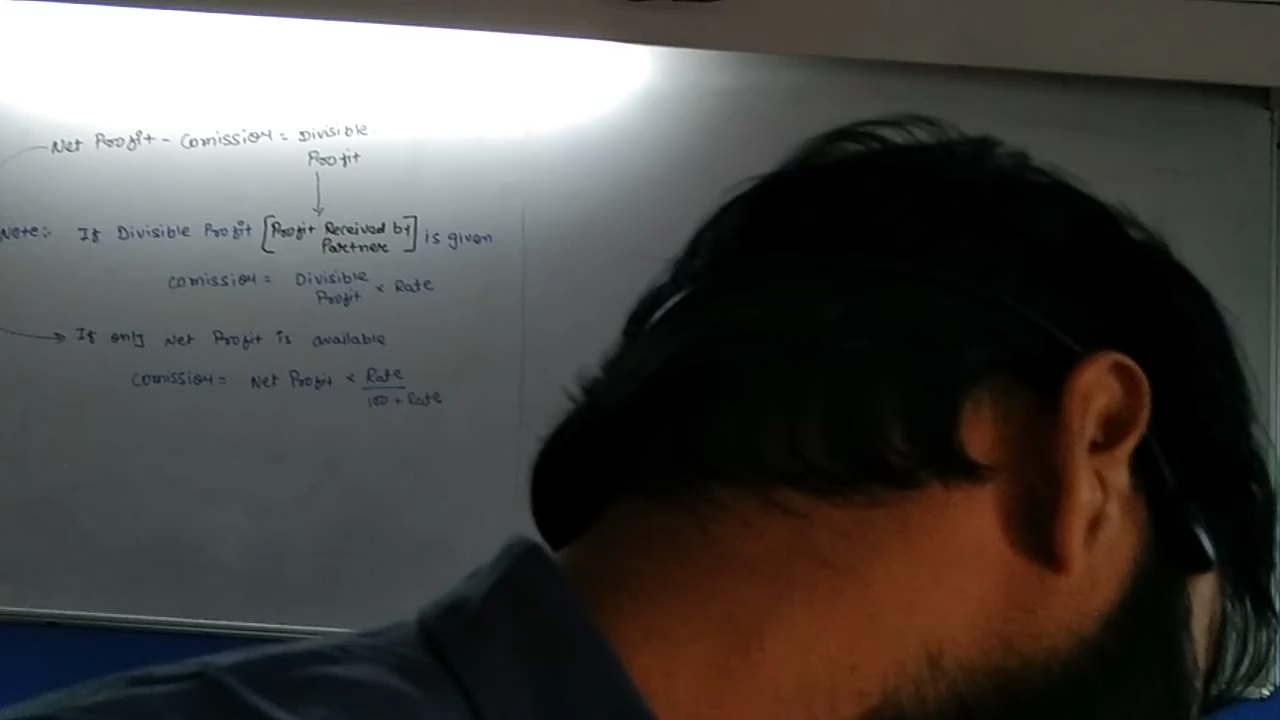 Net Profit - Comission = Divisible
Profit
Note:- If Divisible Profit [Profit Received by
Partner] is given
Comission = Divisible
Profit × Rate
If only Net Profit is available
Comission = Net Profit × Rate
100 + Rate